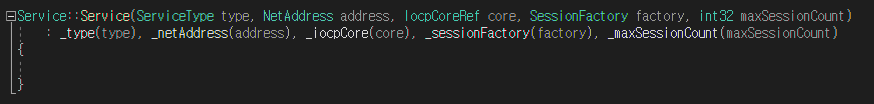 Service::Service(ServiceType type, NetAddress address, IocpCoreRef core, SessionFactory factory, int32 maxSessionCount)
: _type(type), _netAddress(address), _iocpCore(core), _sessionFactory(factory), _maxSessionCount(maxSessionCount)
{
}